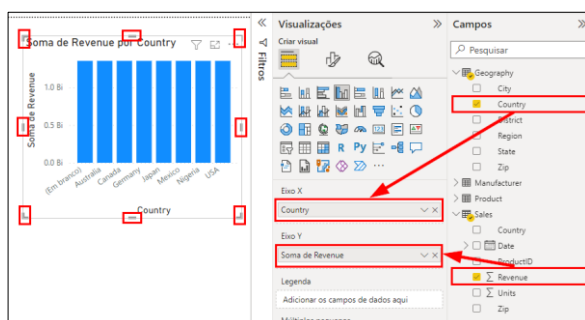 Soma de Revenue por Country
Soma de Revenue
1.0 Bi
0.5 Bi
0.0 Bi
(Em branco)
Australia
Canada
Germany
Japan
Mexico
Nigeria
USA
Country
Filtros
Visualizações
Criar visual
R Py
123
Eixo X
Country
Eixo Y
Soma de Revenue
Legenda
Adicionar os campos de dados aqui
Campos
Pesquisar
Geography
City
Country
District
Region
State
Zip
Manufacturer
Product
Sales
Country
Date
ProductID
Revenue
Units
Zip